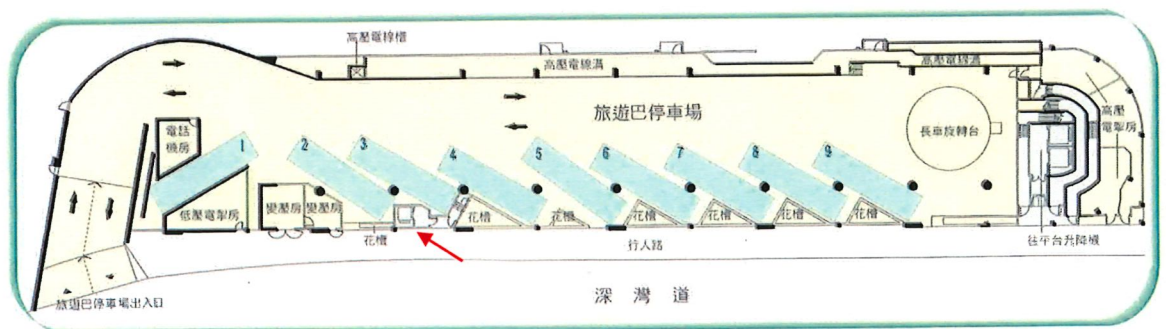 高壓電線槽
高壓電線溝
高壓電線溝
旅遊巴停車場
長車旋轉台
高壓
電掣房
電話
機房
1
2
3
4
5
6
7
8
9
低壓電掣房
變壓房
變壓房
花槽
花槽
花槽
花槽
花槽
花槽
花槽
往平台升降機
行人路
旅遊巴停車場出入口
深灣道